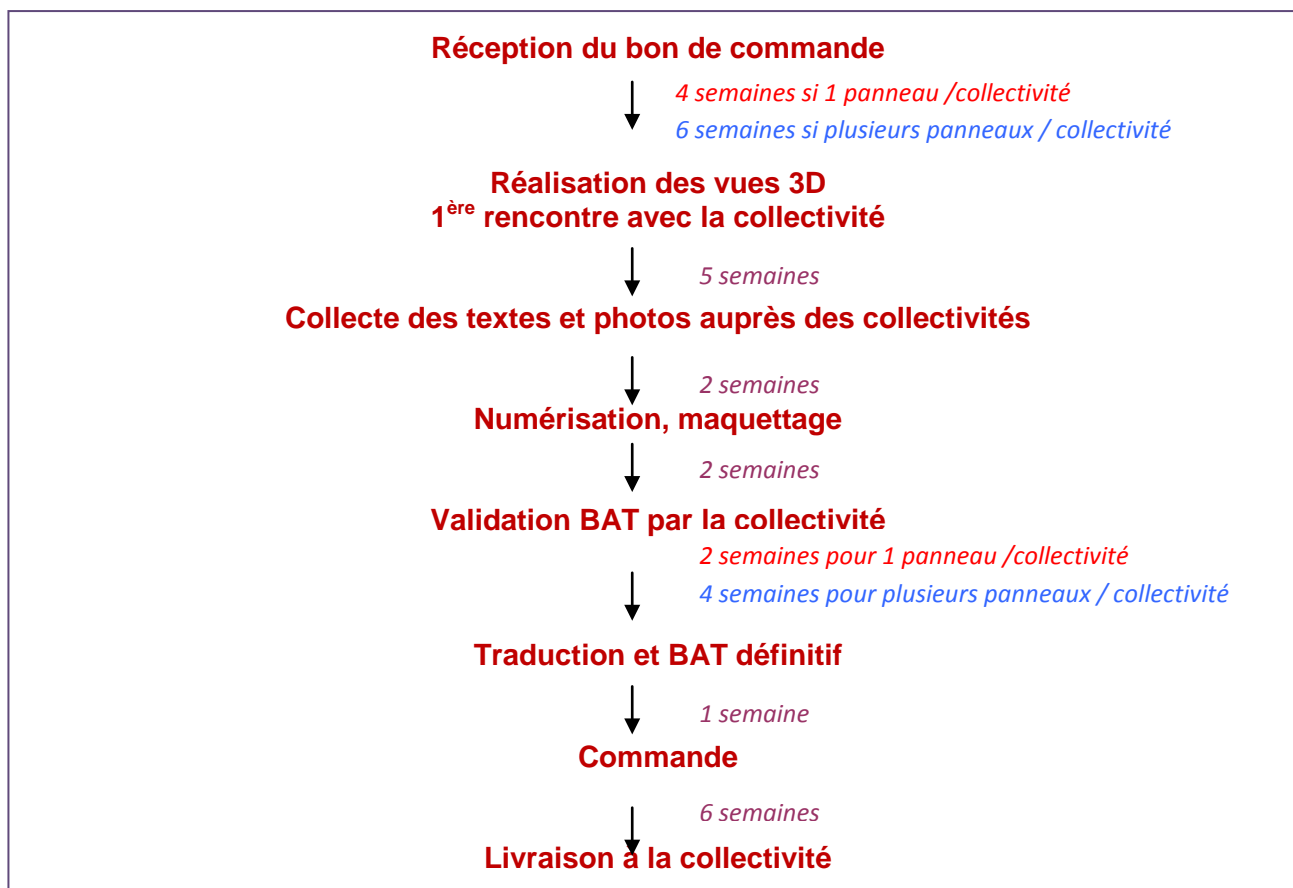 Réception du bon de commande
4 semaines si 1 panneau /collectivité
6 semaines si plusieurs panneaux / collectivité
Réalisation des vues 3D
1ère rencontre avec la collectivité
5 semaines
Collecte des textes et photos auprès des collectivités
2 semaines
Numérisation, maquettage
2 semaines
Validation BAT par la collectivité
2 semaines pour 1 panneau /collectivité
4 semaines pour plusieurs panneaux / collectivité
Traduction et BAT définitif
1 semaine
Commande
6 semaines
Livraison à la collectivité